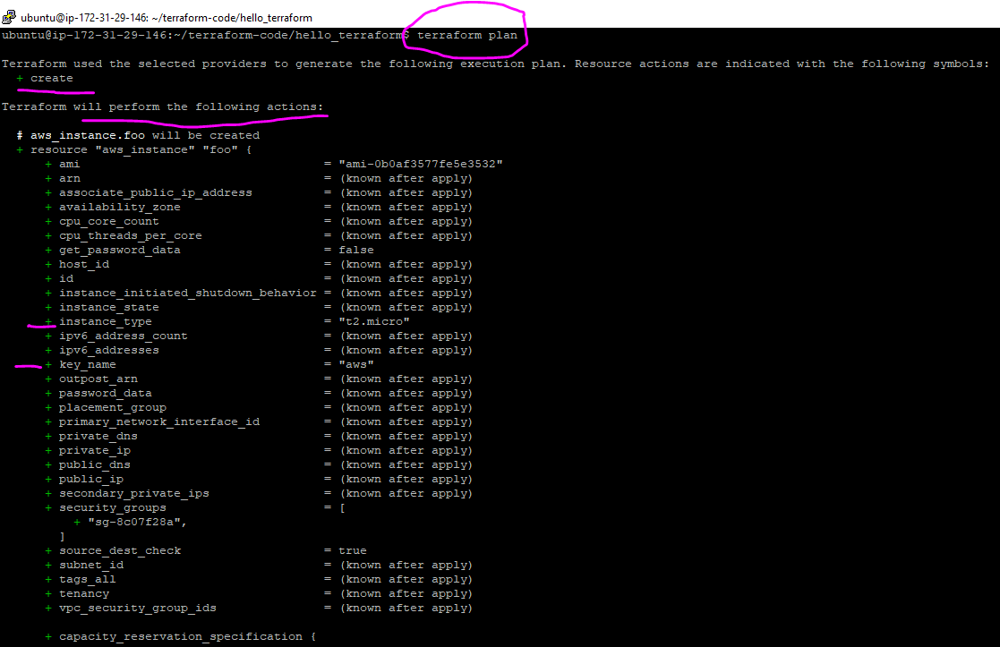 ubuntu@ip-172-31-29-146: ~/terraform-code/hello_terraform
ubuntu@ip-172-31-29-146:~/terraform-code/hello_terraform$ terraform plan
Terraform used the selected providers to generate the following execution plan. Resource actions are indicated with the following symbols:
+ create
Terraform will perform the following actions:
# aws_instance.foo will be created
+ resource "aws_instance" "foo" {
+ ami = "ami-0b0af3577fe5e3532"
+ arn = (known after apply)
+ associate_public_ip_address = (known after apply)
+ availability_zone = (known after apply)
+ cpu_core_count = (known after apply)
+ cpu_threads_per_core = (known after apply)
+ get_password_data = false
+ host_id = (known after apply)
+ id = (known after apply)
+ instance_initiated_shutdown_behavior = (known after apply)
+ instance_state = (known after apply)
+ instance_type = "t2.micro"
+ ipv6_address_count = (known after apply)
+ ipv6_addresses = (known after apply)
+ key_name = "aws"
+ outpost_arn = (known after apply)
+ password_data = (known after apply)
+ placement_group = (known after apply)
+ primary_network_interface_id = (known after apply)
+ private_dns = (known after apply)
+ private_ip = (known after apply)
+ public_dns = (known after apply)
+ public_ip = (known after apply)
+ secondary_private_ips = (known after apply)
+ security_groups = [
+ "sg-8c07f28a",
]
+ source_dest_check = true
+ subnet_id = (known after apply)
+ tags_all = (known after apply)
+ tenancy = (known after apply)
+ vpc_security_group_ids = (known after apply)
+ capacity_reservation_specification {